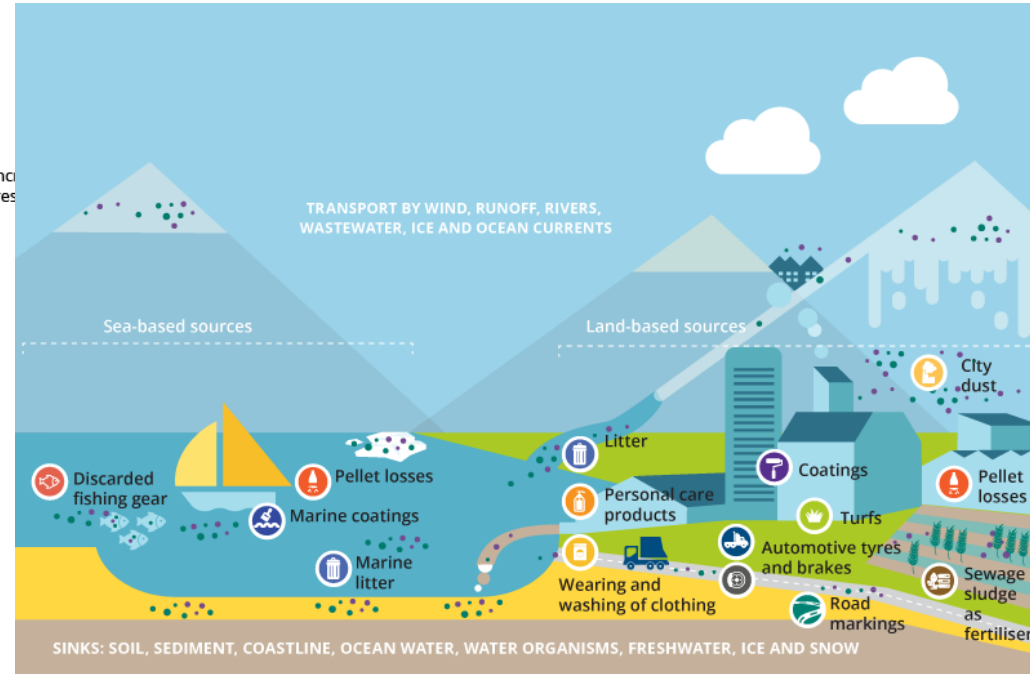 TRANSPORT BY WIND, RUNOFF, RIVERS,
WASTEWATER, ICE AND OCEAN CURRENTS
Sea-based sources
Land-based sources
CIty
dust
Litter
Discarded
fishing gear
Pellet losses
Marine coatings
Marine
litter
Personal care
products
Coatings
Pellet
losses
Turfs
Wearing and
washing of clothing
Automotive tyres
and brakes
Road
markings
Sewage
sludge
as
fertiliser
SINKS: SOIL, SEDIMENT, COASTLINE, OCEAN WATER, WATER ORGANISMS, FRESHWATER, ICE AND SNOW